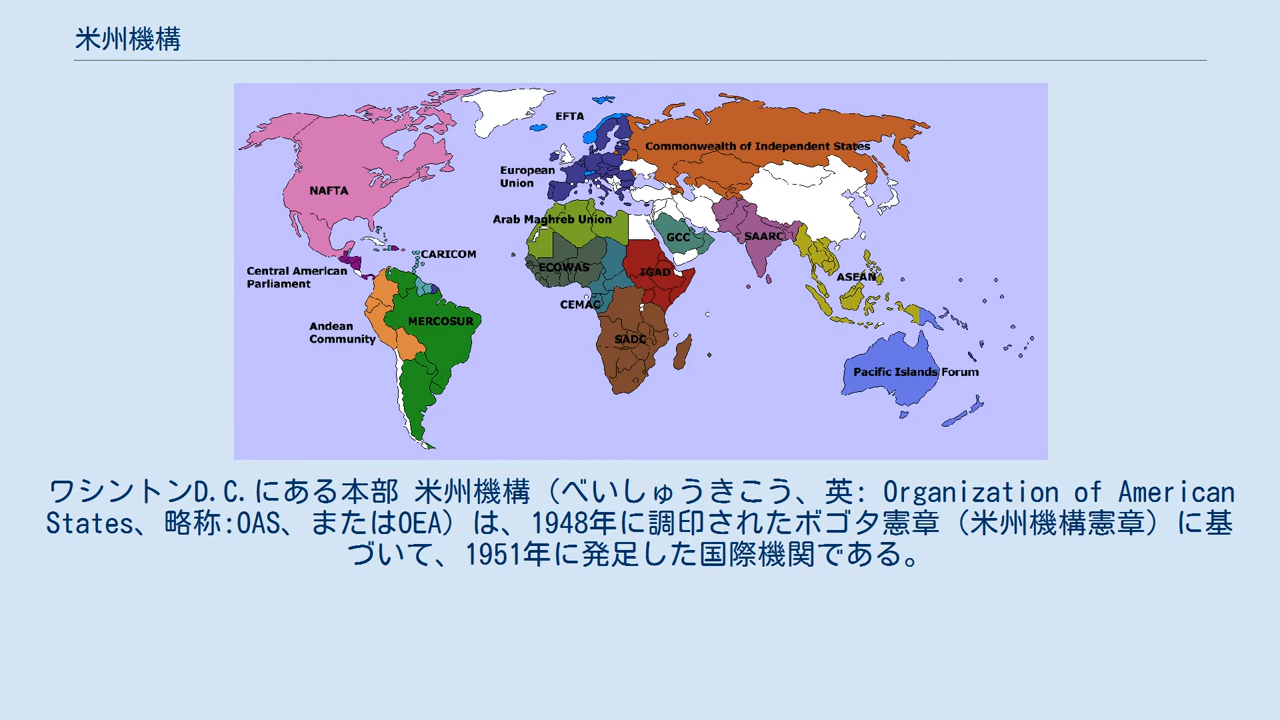 米州機構
EFTA
Commonwealth of Independent States
European
Union
NAFTA
Arab Maghreb Union
GCC
SAARC
CARICOM
ECOWAS
IGAD
Central American
Parliament
ASEAN
CEMAC
MERCOSUR
Andean
Community
SADC
Pacific Islands Forum
ワシントンD.C.にある本部 米州機構（べいしゅうきこう、英: Organization of American
States、略称:OAS、またはOEA）は、1948年に調印されたボゴタ憲章（米州機構憲章）に基
づいて、1951年に発足した国際機関である。